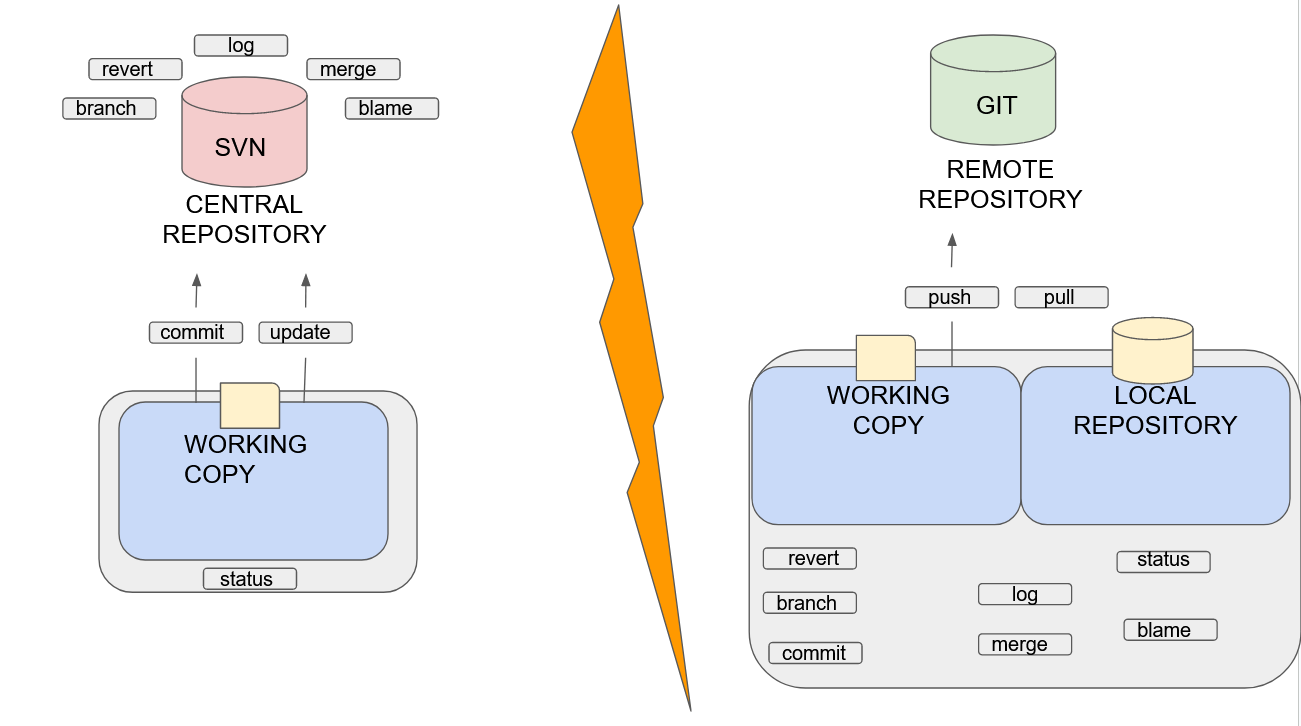 log
revert
merge
branch
blame
SVN
CENTRAL
REPOSITORY
commit
update
WORKING
COPY
status
GIT
REMOTE
REPOSITORY
push
pull
WORKING
COPY
LOCAL
REPOSITORY
revert
status
branch
log
blame
commit
merge